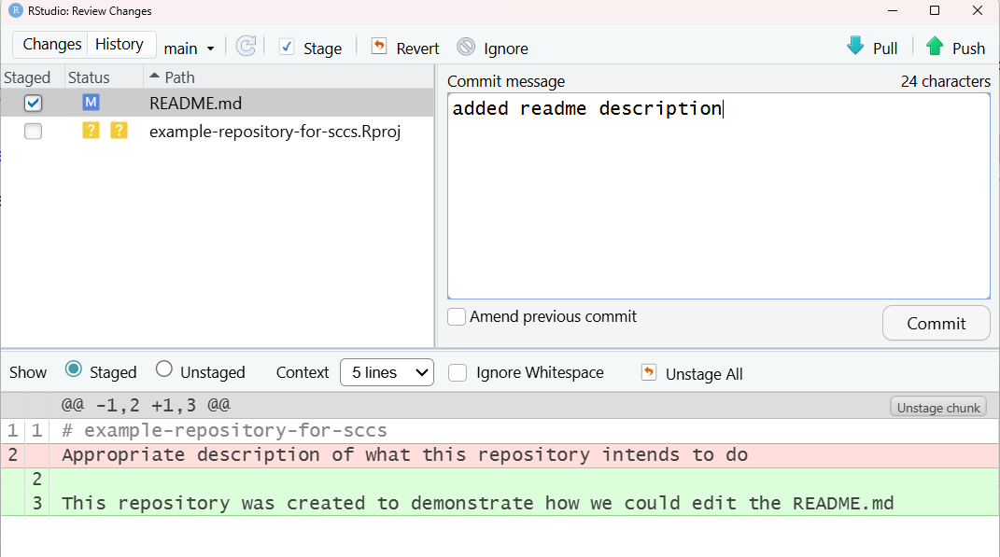 RStudio: Review Changes
Changes History main Stage Revert Ignore Pull Push
Staged Status Path
M README.md
? ? example-repository-for-sccs.Rproj
Commit message 24 characters
added readme description
Amend previous commit
Commit
Show Staged Unstaged Context 5 lines Ignore Whitespace Unstage All
@@ -1,2 +1,3 @@ Unstage chunk
1 1 # example-repository-for-sccs
2 Appropriate description of what this repository intends to do
2
3 This repository was created to demonstrate how we could edit the README.md